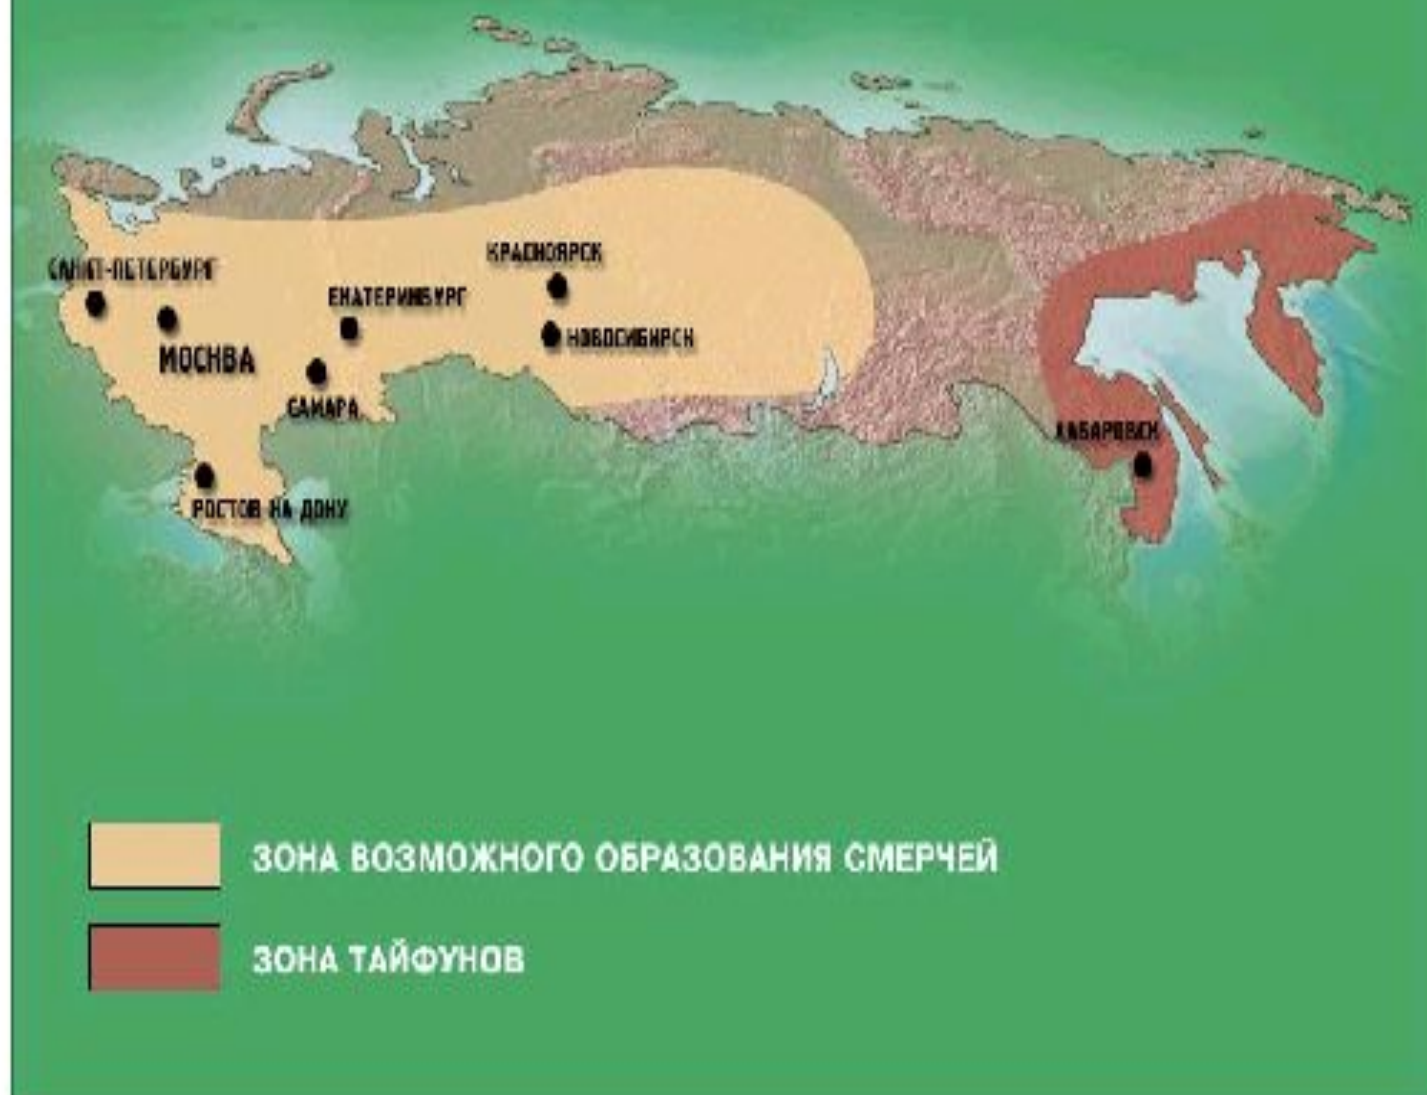 САНКТ-ПЕТЕРБУРГ
МОСКВА
ЕКАТЕРИНБУРГ
САМАРА
КРАСНОЯРСК
НОВОСИБИРСК
РОСТОВ НА ДОНУ
ХАБАРОВСК
ЗОНА ВОЗМОЖНОГО ОБРАЗОВАНИЯ СМЕРЧЕЙ
ЗОНА ТАЙФУНОВ